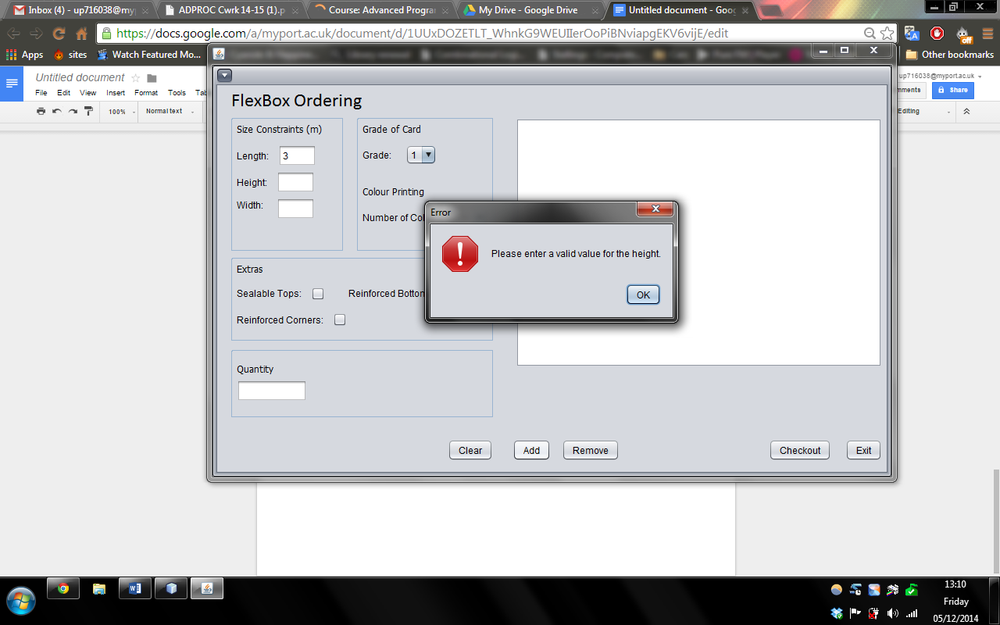 Inbox (4) - up716038@my
ADPROC Cwrk 14-15 (1).p
Course: Advanced Progra
My Drive - Google Drive
Untitled document - Goo
https://docs.google.com/a/myport.ac.uk/document/d/1UUxDOZETLT_WhnkG9WEUIIerOoPiBNviapgEKV6vijE/edit
off
Apps
sites
Watch Featured Mo...
Other bookmarks
Untitled document
up716038@myport.ac.uk
File Edit View Insert Format Tools Tab
mments
Share
100%
Normal text
Editing
FlexBox Ordering
Size Constraints (m)
Length: 3
Height:
Width:
Grade of Card
Grade: 1
Colour Printing
Number of Col
Error
Please enter a valid value for the height.
OK
Extras
Sealable Tops:
Reinforced Bottom
Reinforced Corners:
Quantity
Clear
Add
Remove
Checkout
Exit
13:10
Friday
05/12/2014